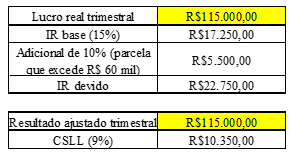 Lucro real trimestral R$115.000,00
IR base (15%) R$17.250,00
Adicional de 10% (parcela
que excede R$ 60 mil) R$5.500,00
IR devido R$22.750,00
Resultado ajustado trimestral R$115.000,00
CSLL (9%) R$10.350,00